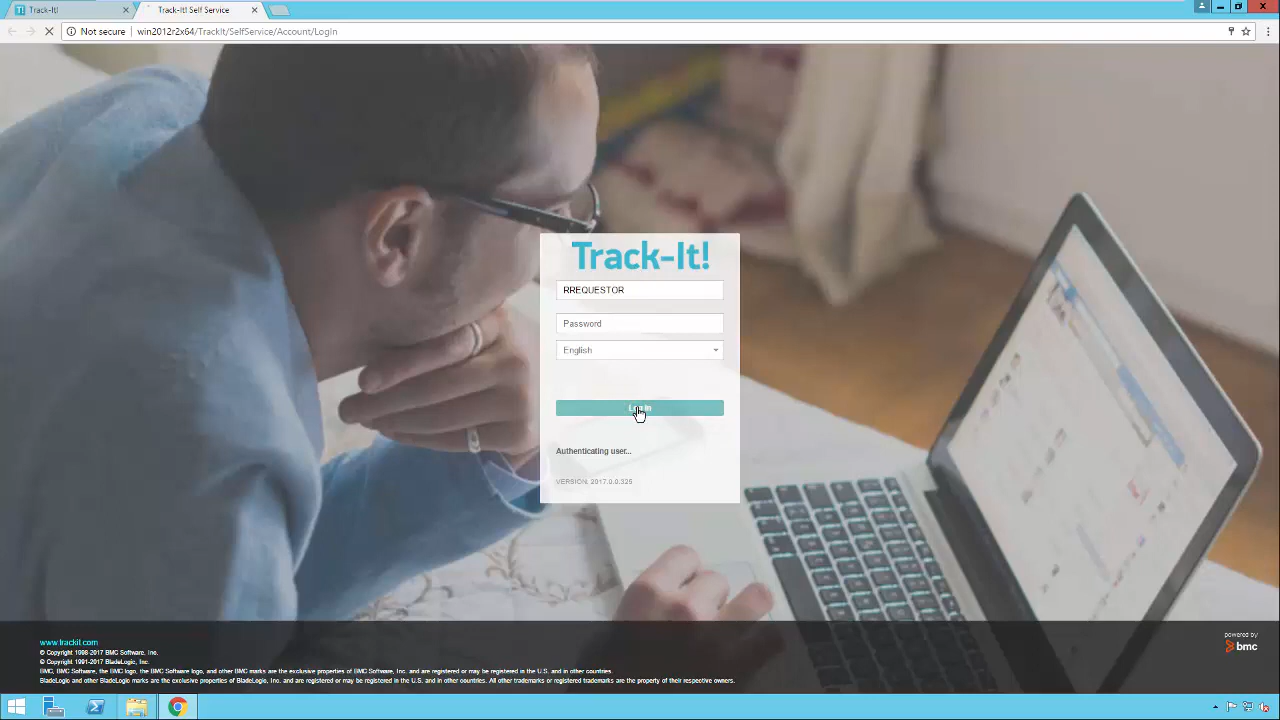 Track-It!
Track-It! Self Service
Not secure
win2012r2x64/TrackIt/SelfService/Account/LogIn
Track-It!
RREQUESTOR
Password
English
Authenticating user...
VERSION: 2017.0.0.325
www.trackit.com
© Copyright 1998-2017 BMC Software, Inc.
© Copyright 1991-2017 BladeLogic, Inc.
BMC, BMC Software, the BMC logo, the BMC Software logo, and other BMC marks are the exclusive properties of BMC Software, Inc. and are registered or may be registered in the U.S. and in other countries.
BladeLogic and other BladeLogic marks are the exclusive properties of BladeLogic, Inc. and are registered or may be registered in the U.S. and in other countries. All other trademarks or registered trademarks are the property of their respective owners.
powered by
bmc